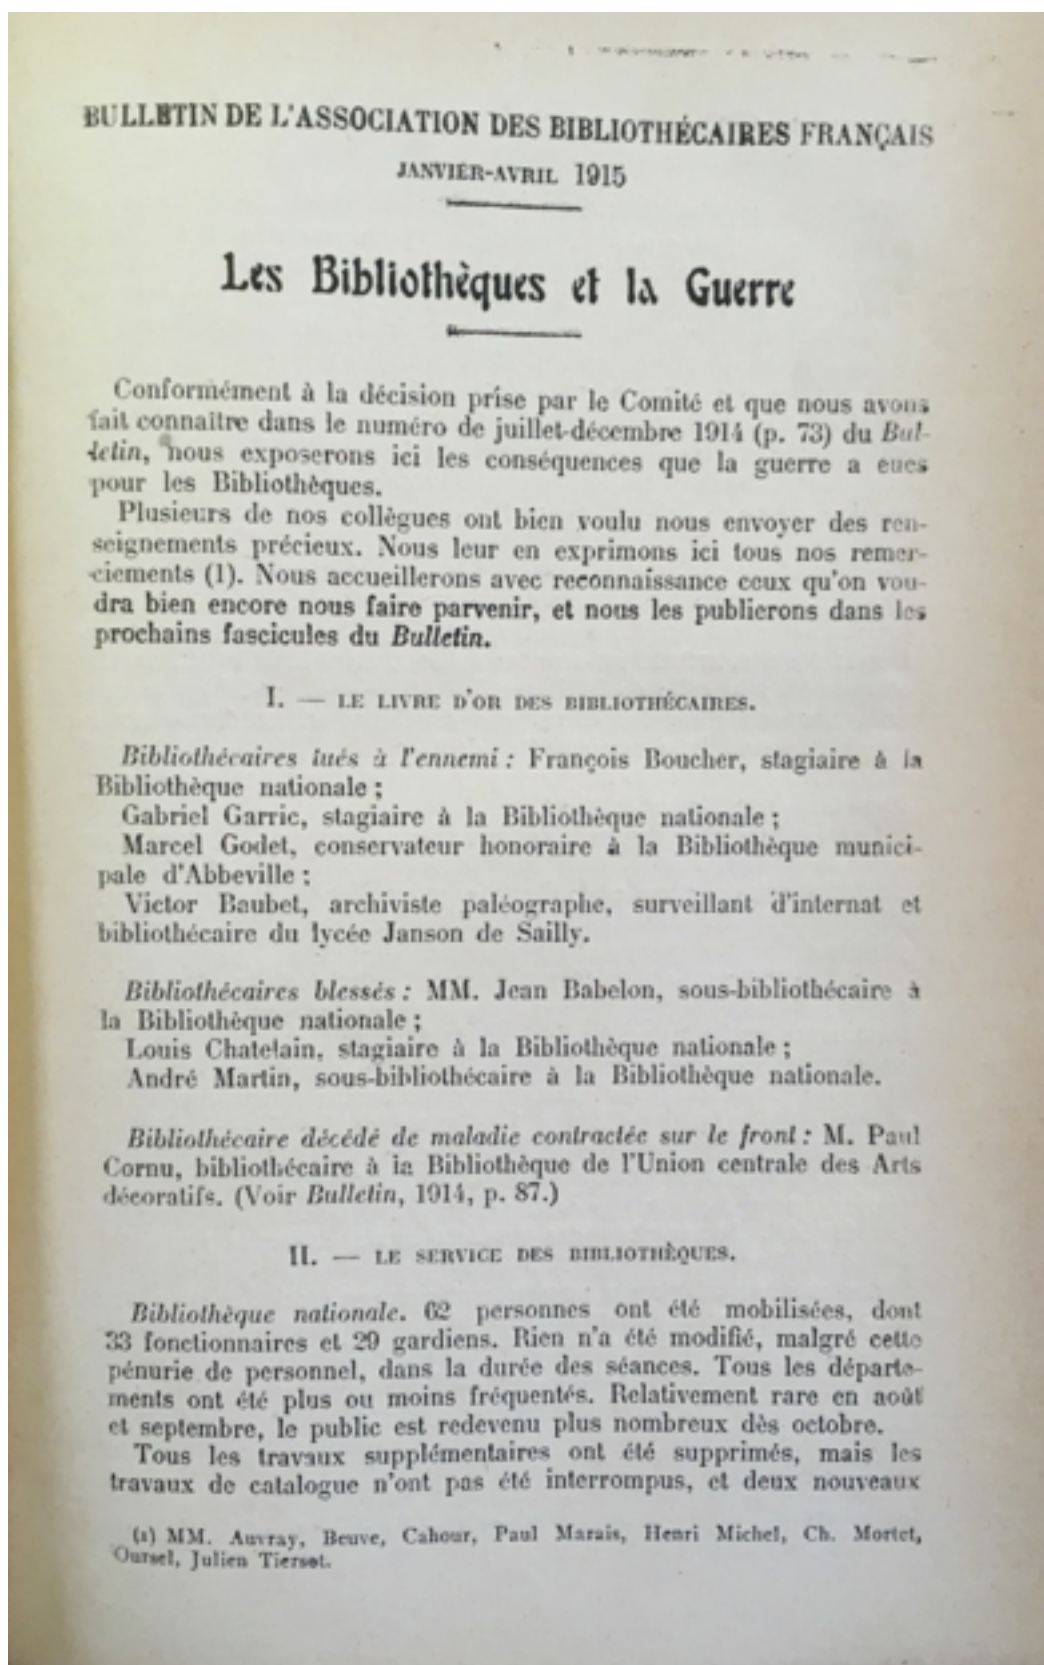 BULLETIN DE L'ASSOCIATION DES BIBLIOTHÉCAIRES FRANÇAIS
JANVIER-AVRIL 1915
Les Bibliothèques et la Guerre
Conformément à la décision prise par le Comité et que nous avons
fait connaître dans le numéro de juillet-décembre 1914 (p. 73) du Bul-
letin, nous exposerons ici les conséquences que la guerre a eues
pour les Bibliothèques.
Plusieurs de nos collègues ont bien voulu nous envoyer des ren-
seignements précieux. Nous leur en exprimons ici tous nos remer-
ciements (1). Nous accueillerons avec reconnaissance ceux qu'on vou-
dra bien encore nous faire parvenir, et nous les publierons dans les
prochains fascicules du Bulletin.
I. — LE LIVRE D'OR DES BIBLIOTHÉCAIRES.
Bibliothécaires tués à l'ennemi : François Boucher, stagiaire à la
Bibliothèque nationale ;
Gabriel Garric, stagiaire à la Bibliothèque nationale ;
Marcel Godet, conservateur honoraire à la Bibliothèque munici-
pale d'Abbeville ;
Victor Baubet, archiviste paléographe, surveillant d'internat et
bibliothécaire du lycée Janson de Sailly.
Bibliothécaires blessés : MM. Jean Babelon, sous-bibliothécaire à
la Bibliothèque nationale ;
Louis Chatelain, stagiaire à la Bibliothèque nationale ;
André Martin, sous-bibliothécaire à la Bibliothèque nationale.
Bibliothécaire décédé de maladie contractée sur le front : M. Paul
Cornu, bibliothécaire à la Bibliothèque de l'Union centrale des Arts
décoratifs. (Voir Bulletin, 1914, p. 87.)
II. — LE SERVICE DES BIBLIOTHÈQUES.
Bibliothèque nationale. 62 personnes ont été mobilisées, dont
33 fonctionnaires et 29 gardiens. Rien n'a été modifié, malgré cette
pénurie de personnel, dans la durée des séances. Tous les départe-
ments ont été plus ou moins fréquentés. Relativement rare en août
et septembre, le public est redevenu plus nombreux dès octobre.
Tous les travaux supplémentaires ont été supprimés, mais les
travaux de catalogue n'ont pas été interrompus, et deux nouveaux
(1) MM. Auvray, Beuve, Cahour, Paul Marais, Henri Michel, Ch. Mortet,
Oursel, Julien Tiersot.